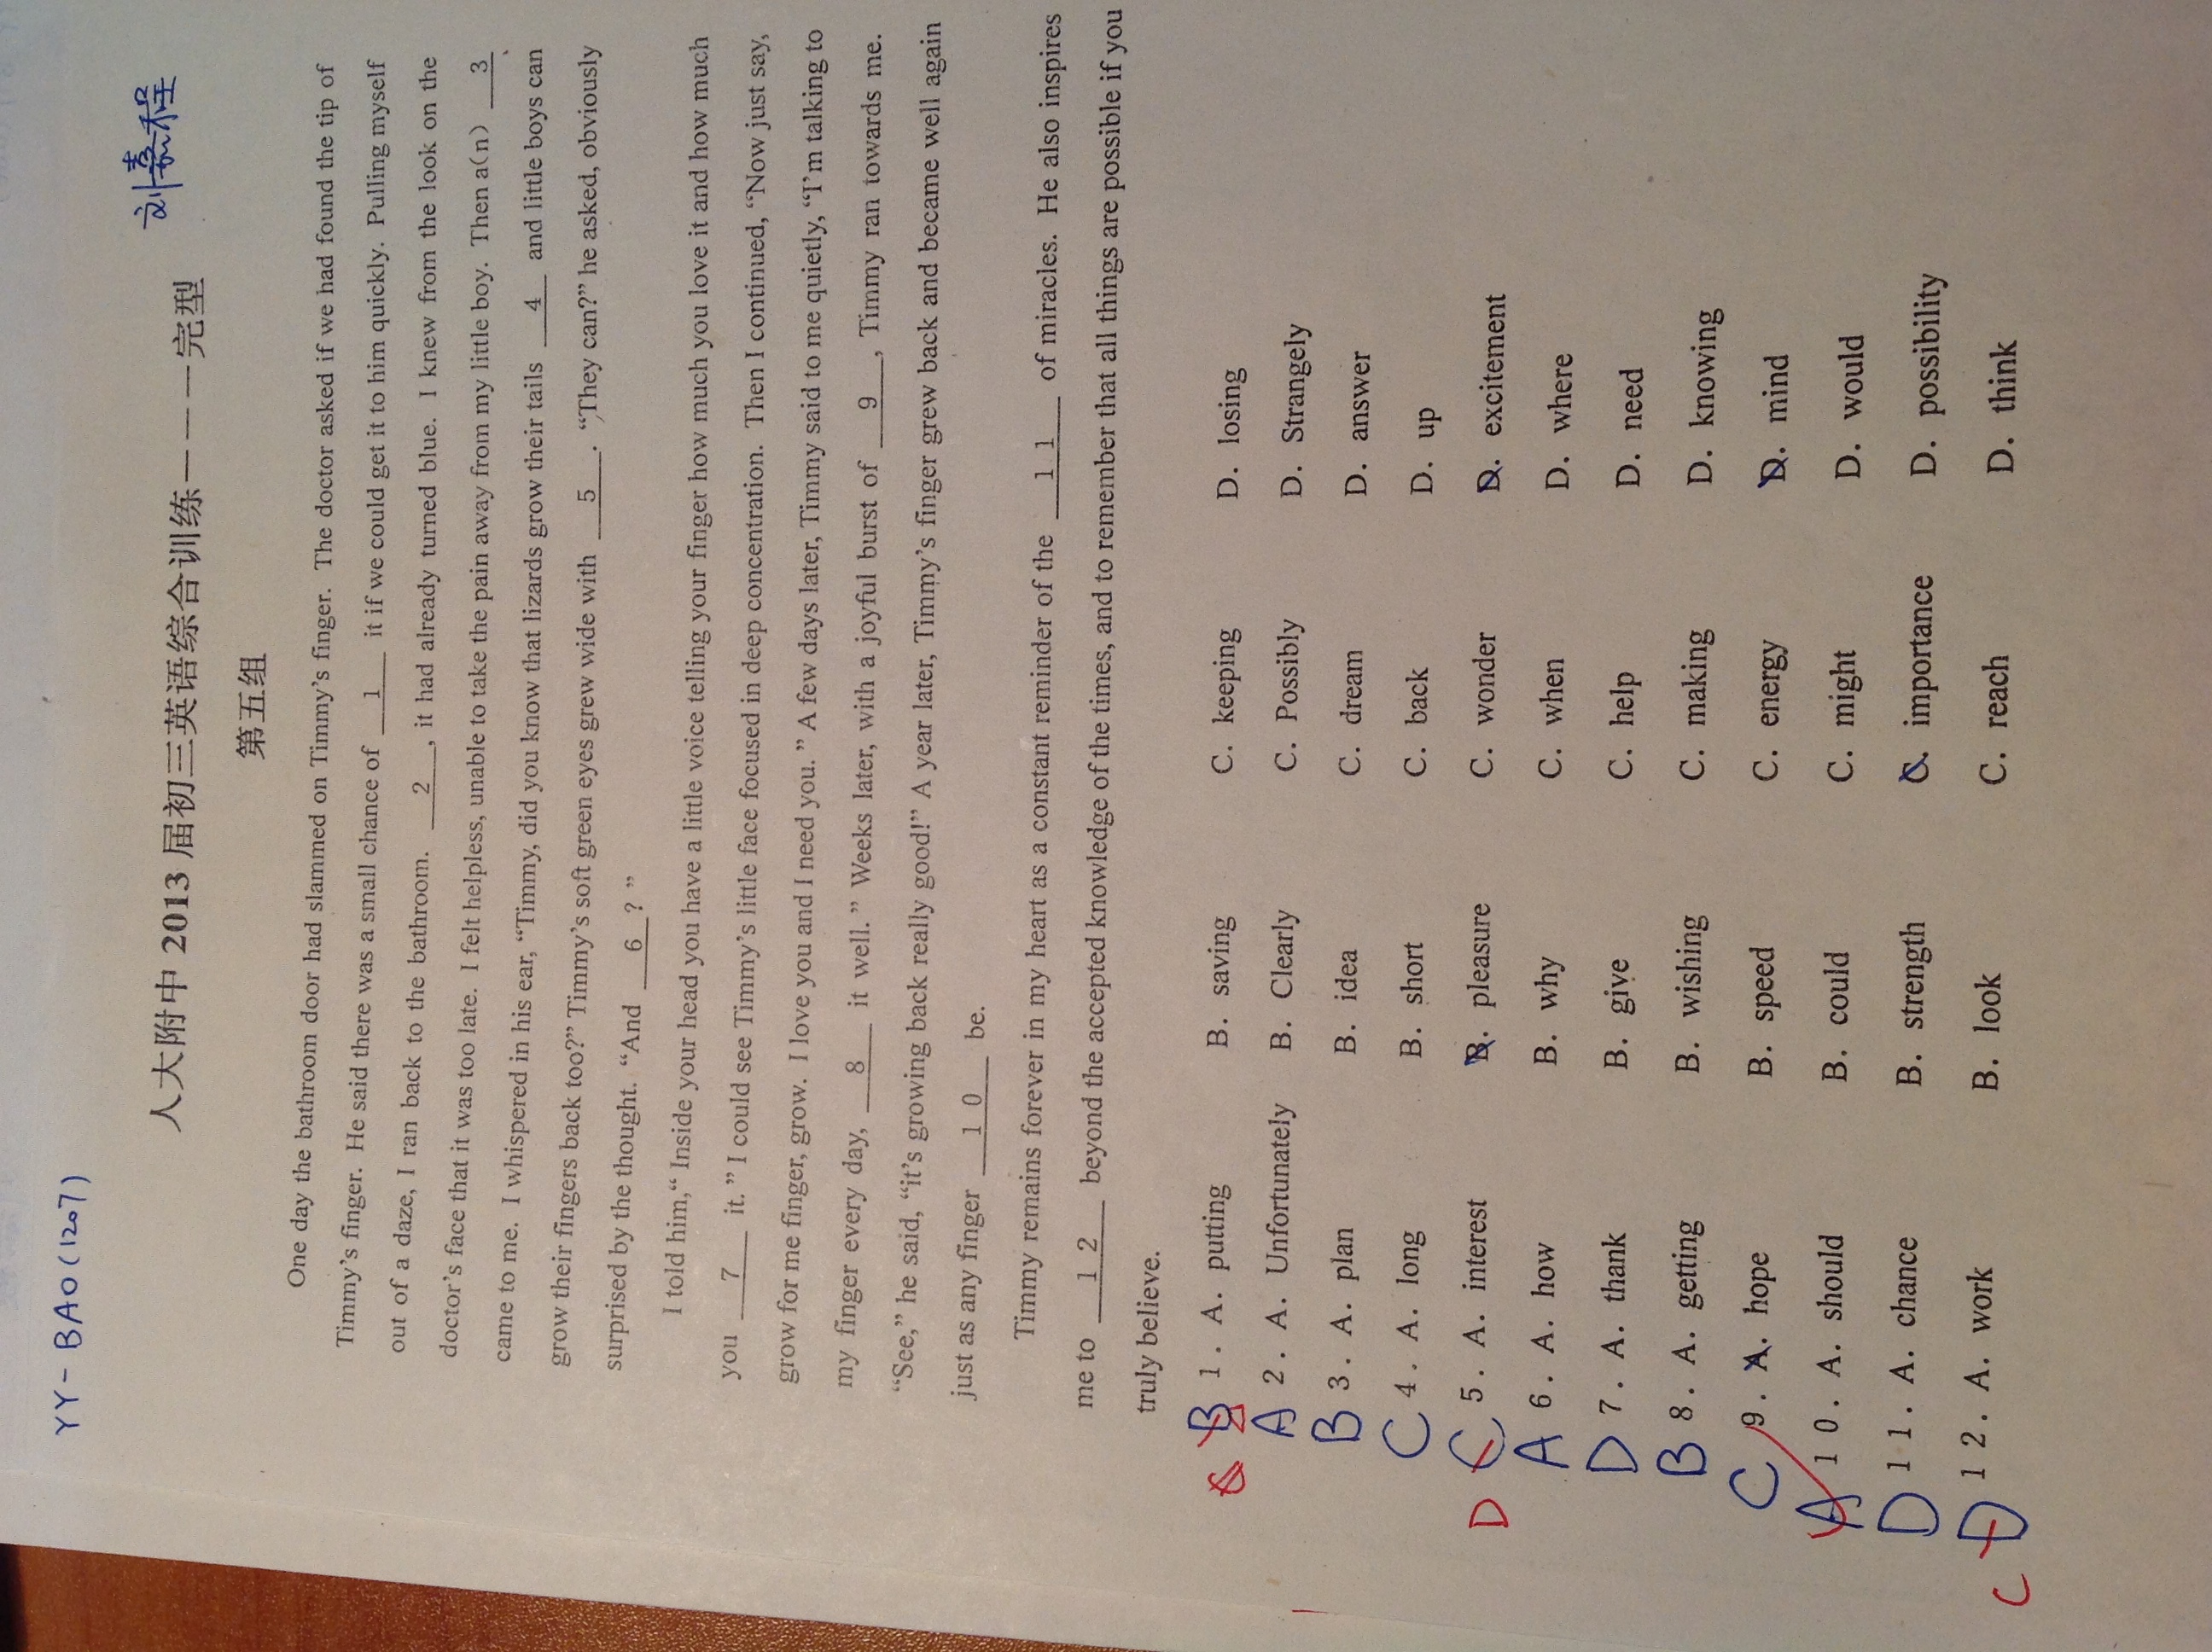 YY-BAO(1207)
刘嘉程
人大附中 2013 届初三英语综合训练———完型
第五组
One day the bathroom door had slammed on Timmy's finger. The doctor asked if we had found the tip of
Timmy's finger. He said there was a small chance of 1 it if we could get it to him quickly. Pulling myself
out of a daze, I ran back to the bathroom. 2 , it had already turned blue. I knew from the look on the
doctor's face that it was too late. I felt helpless, unable to take the pain away from my little boy. Then a(n) 3
came to me. I whispered in his ear, "Timmy, did you know that lizards grow their tails 4 and little boys can
grow their fingers back too?" Timmy's soft green eyes grew wide with 5 . "They can?" he asked, obviously
surprised by the thought. "And 6 ? "
I told him," Inside your head you have a little voice telling your finger how much you love it and how much
you 7 it. " I could see Timmy's little face focused in deep concentration. Then I continued, "Now just say,
grow for me finger, grow. I love you and I need you. " A few days later, Timmy said to me quietly, "I'm talking to
my finger every day, 8 it well. " Weeks later, with a joyful burst of 9 , Timmy ran towards me.
"See," he said, "it's growing back really good!" A year later, Timmy's finger grew back and became well again
just as any finger 10 be.
Timmy remains forever in my heart as a constant reminder of the 11 of miracles. He also inspires
me to 12 beyond the accepted knowledge of the times, and to remember that all things are possible if you
truly believe.
B 1. A. putting B. saving C. keeping D. losing
A 2. A. Unfortunately B. Clearly C. Possibly D. Strangely
B 3. A. plan B. idea C. dream D. answer
C 4. A. long B. short C. back D. up
D C 5. A. interest B. pleasure C. wonder D. excitement
A 6. A. how B. why C. when D. where
D 7. A. thank B. give C. help D. need
B 8. A. getting B. wishing C. making D. knowing
C 9. A. hope B. speed C. energy D. mind
A 10. A. should B. could C. might D. would
D 11. A. chance B. strength C. importance D. possibility
C D 12. A. work B. look C. reach D. think